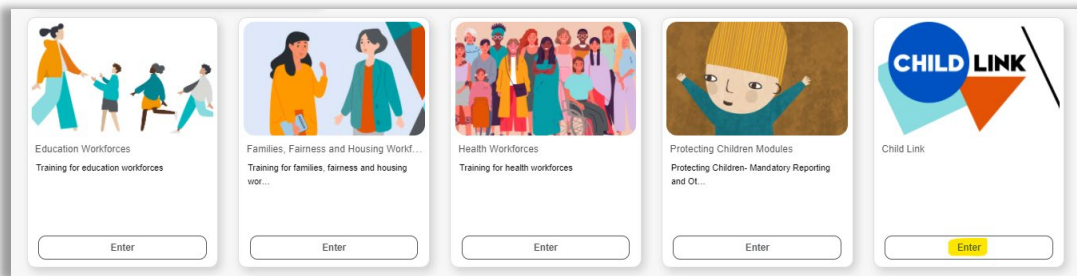 CHILD LINK
Education Workforces
Training for education workforces
Enter
Families, Fairness and Housing Workf...
Training for families, fairness and housing
wor...
Enter
Health Workforces
Training for health workforces
Enter
Protecting Children Modules
Protecting Children- Mandatory Reporting
and Ot...
Enter
Child Link
Enter